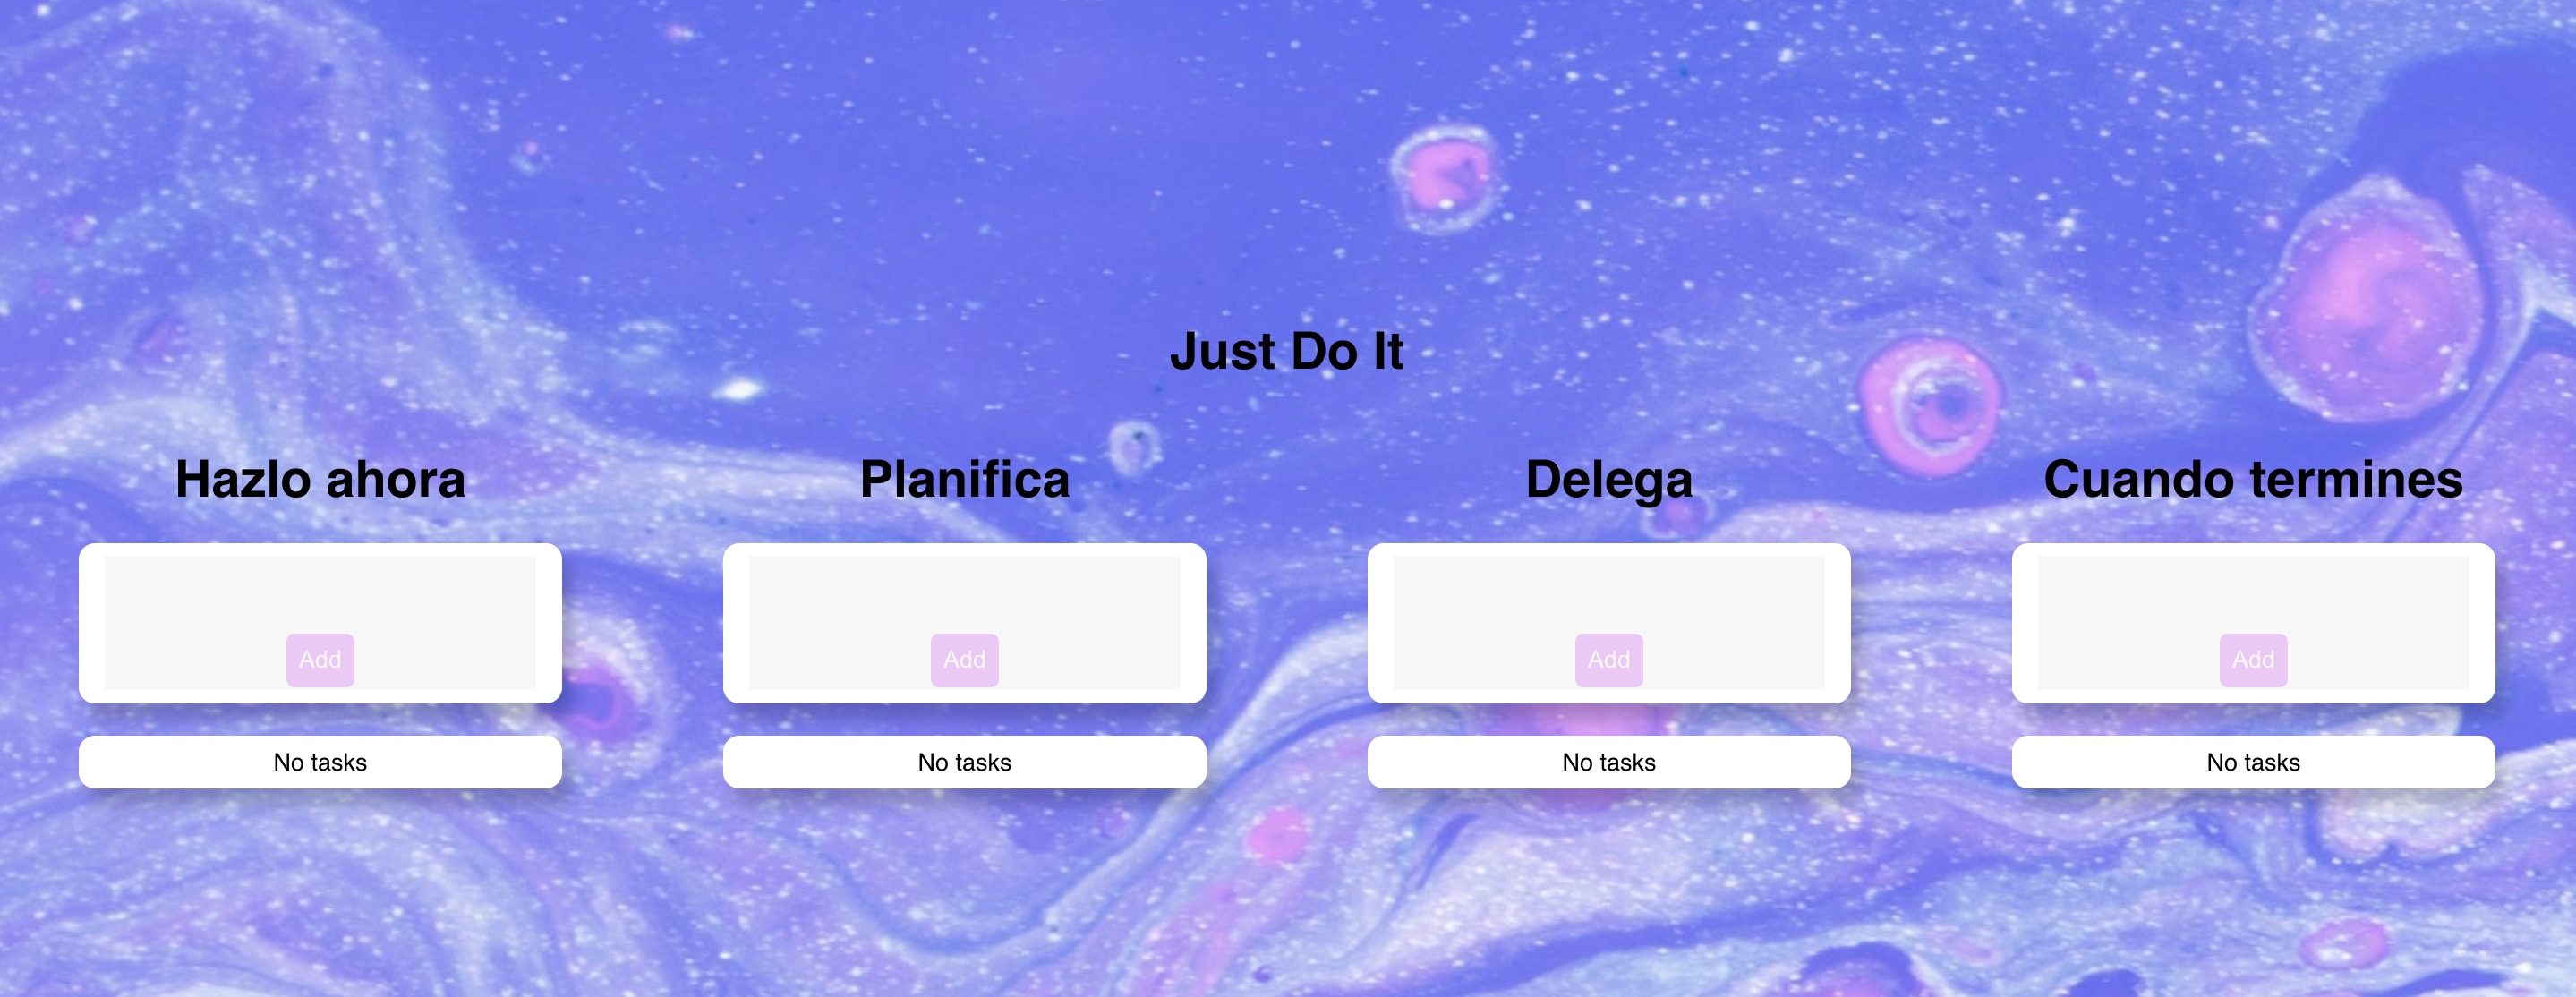 Just Do It
Hazlo ahora
Planifica
Delega
Cuando termines
Add
Add
Add
Add
No tasks
No tasks
No tasks
No tasks